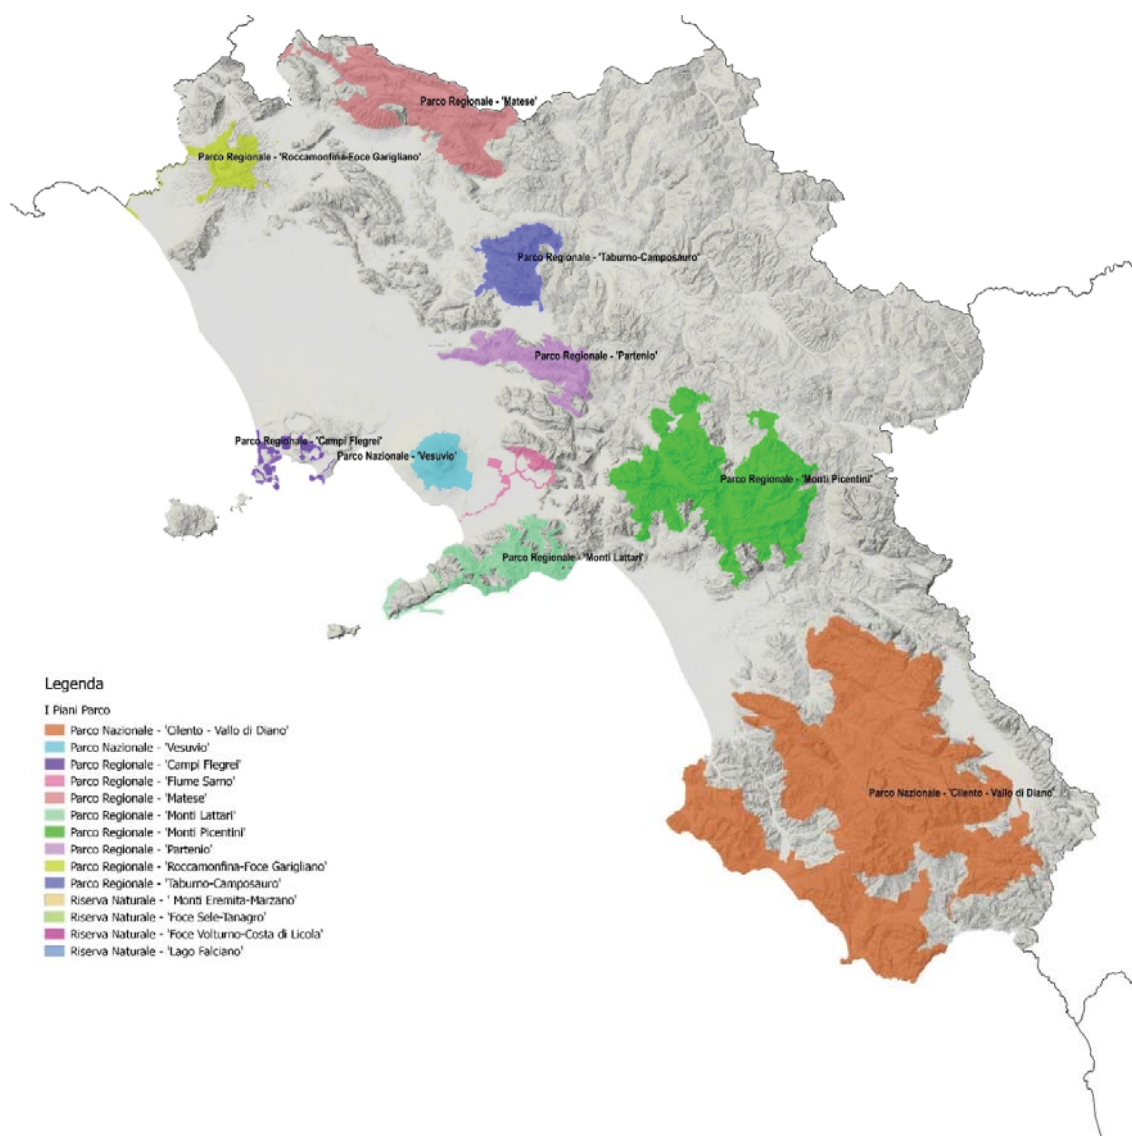 Parco Regionale - 'Matese'
Parco Regionale - 'Roccamonfina-Foce Garigliano'
Parco Regionale - 'Taburno-Camposauro'
Parco Regionale - 'Partenio'
Parco Regionale - 'Campi Flegrei'
Parco Nazionale - 'Vesuvio'
Parco Regionale - 'Monti Picentini'
Parco Regionale - 'Monti Lattari'
Parco Nazionale - 'Cilento - Vallo di Diano'
Legenda
I Piani Parco
Parco Nazionale - 'Cilento - Vallo di Diano'
Parco Nazionale - 'Vesuvio'
Parco Regionale - 'Campi Flegrei'
Parco Regionale - 'Fiume Sarno'
Parco Regionale - 'Matese'
Parco Regionale - 'Monti Lattari'
Parco Regionale - 'Monti Picentini'
Parco Regionale - 'Partenio'
Parco Regionale - 'Roccamonfina-Foce Garigliano'
Parco Regionale - 'Taburno-Camposauro'
Riserva Naturale - ' Monti Eremita-Marzano'
Riserva Naturale - 'Foce Sele-Tanagro'
Riserva Naturale - 'Foce Volturno-Costa di Licola'
Riserva Naturale - 'Lago Falciano'